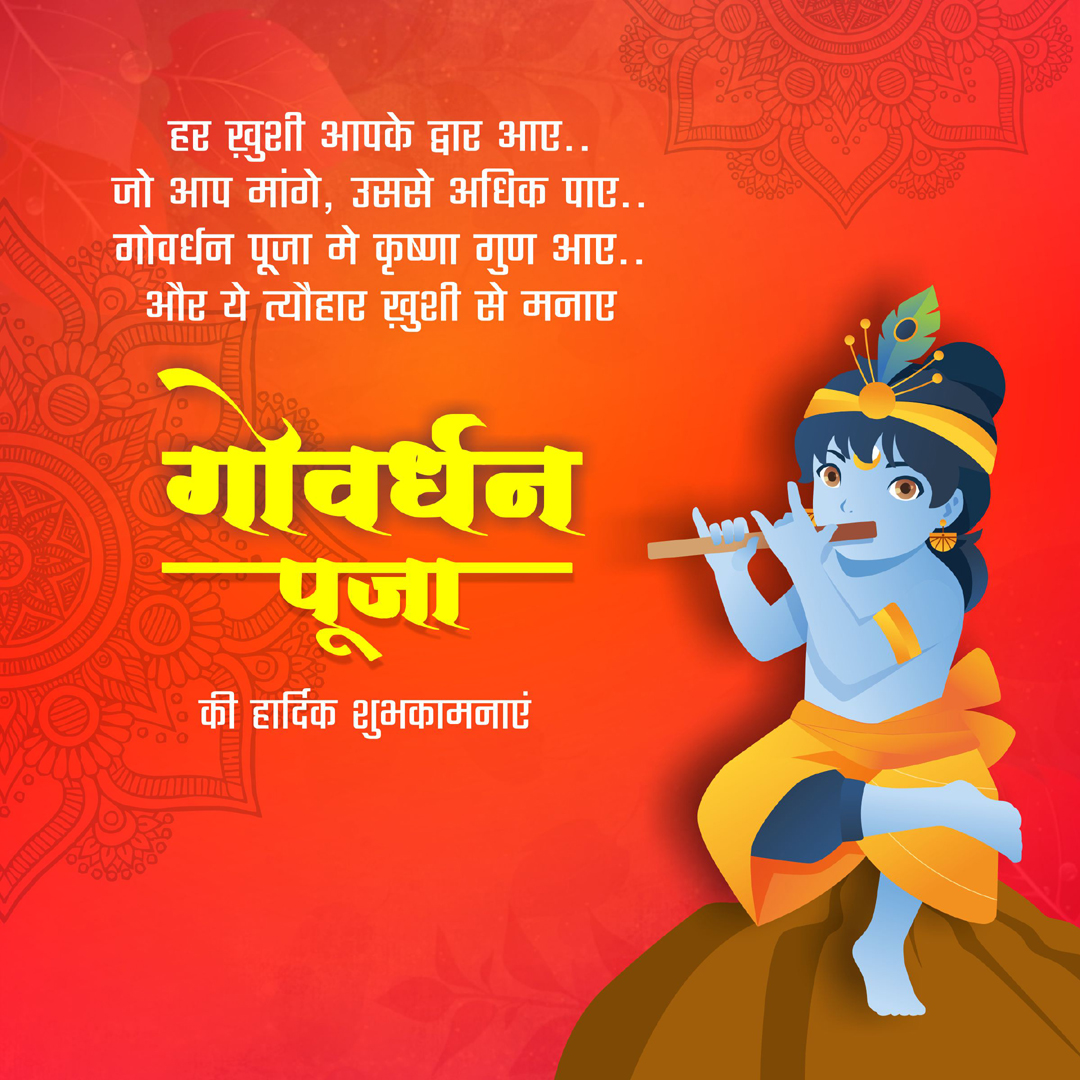 हर ख़ुशी आपके द्वार आए..
जो आप मांगे, उससे अधिक पाए..
गोवर्धन पूजा मे कृष्णा गुण आए..
और ये त्यौहार ख़ुशी से मनाए
गोवर्धन
पूजा
की हार्दिक शुभकामनाएं